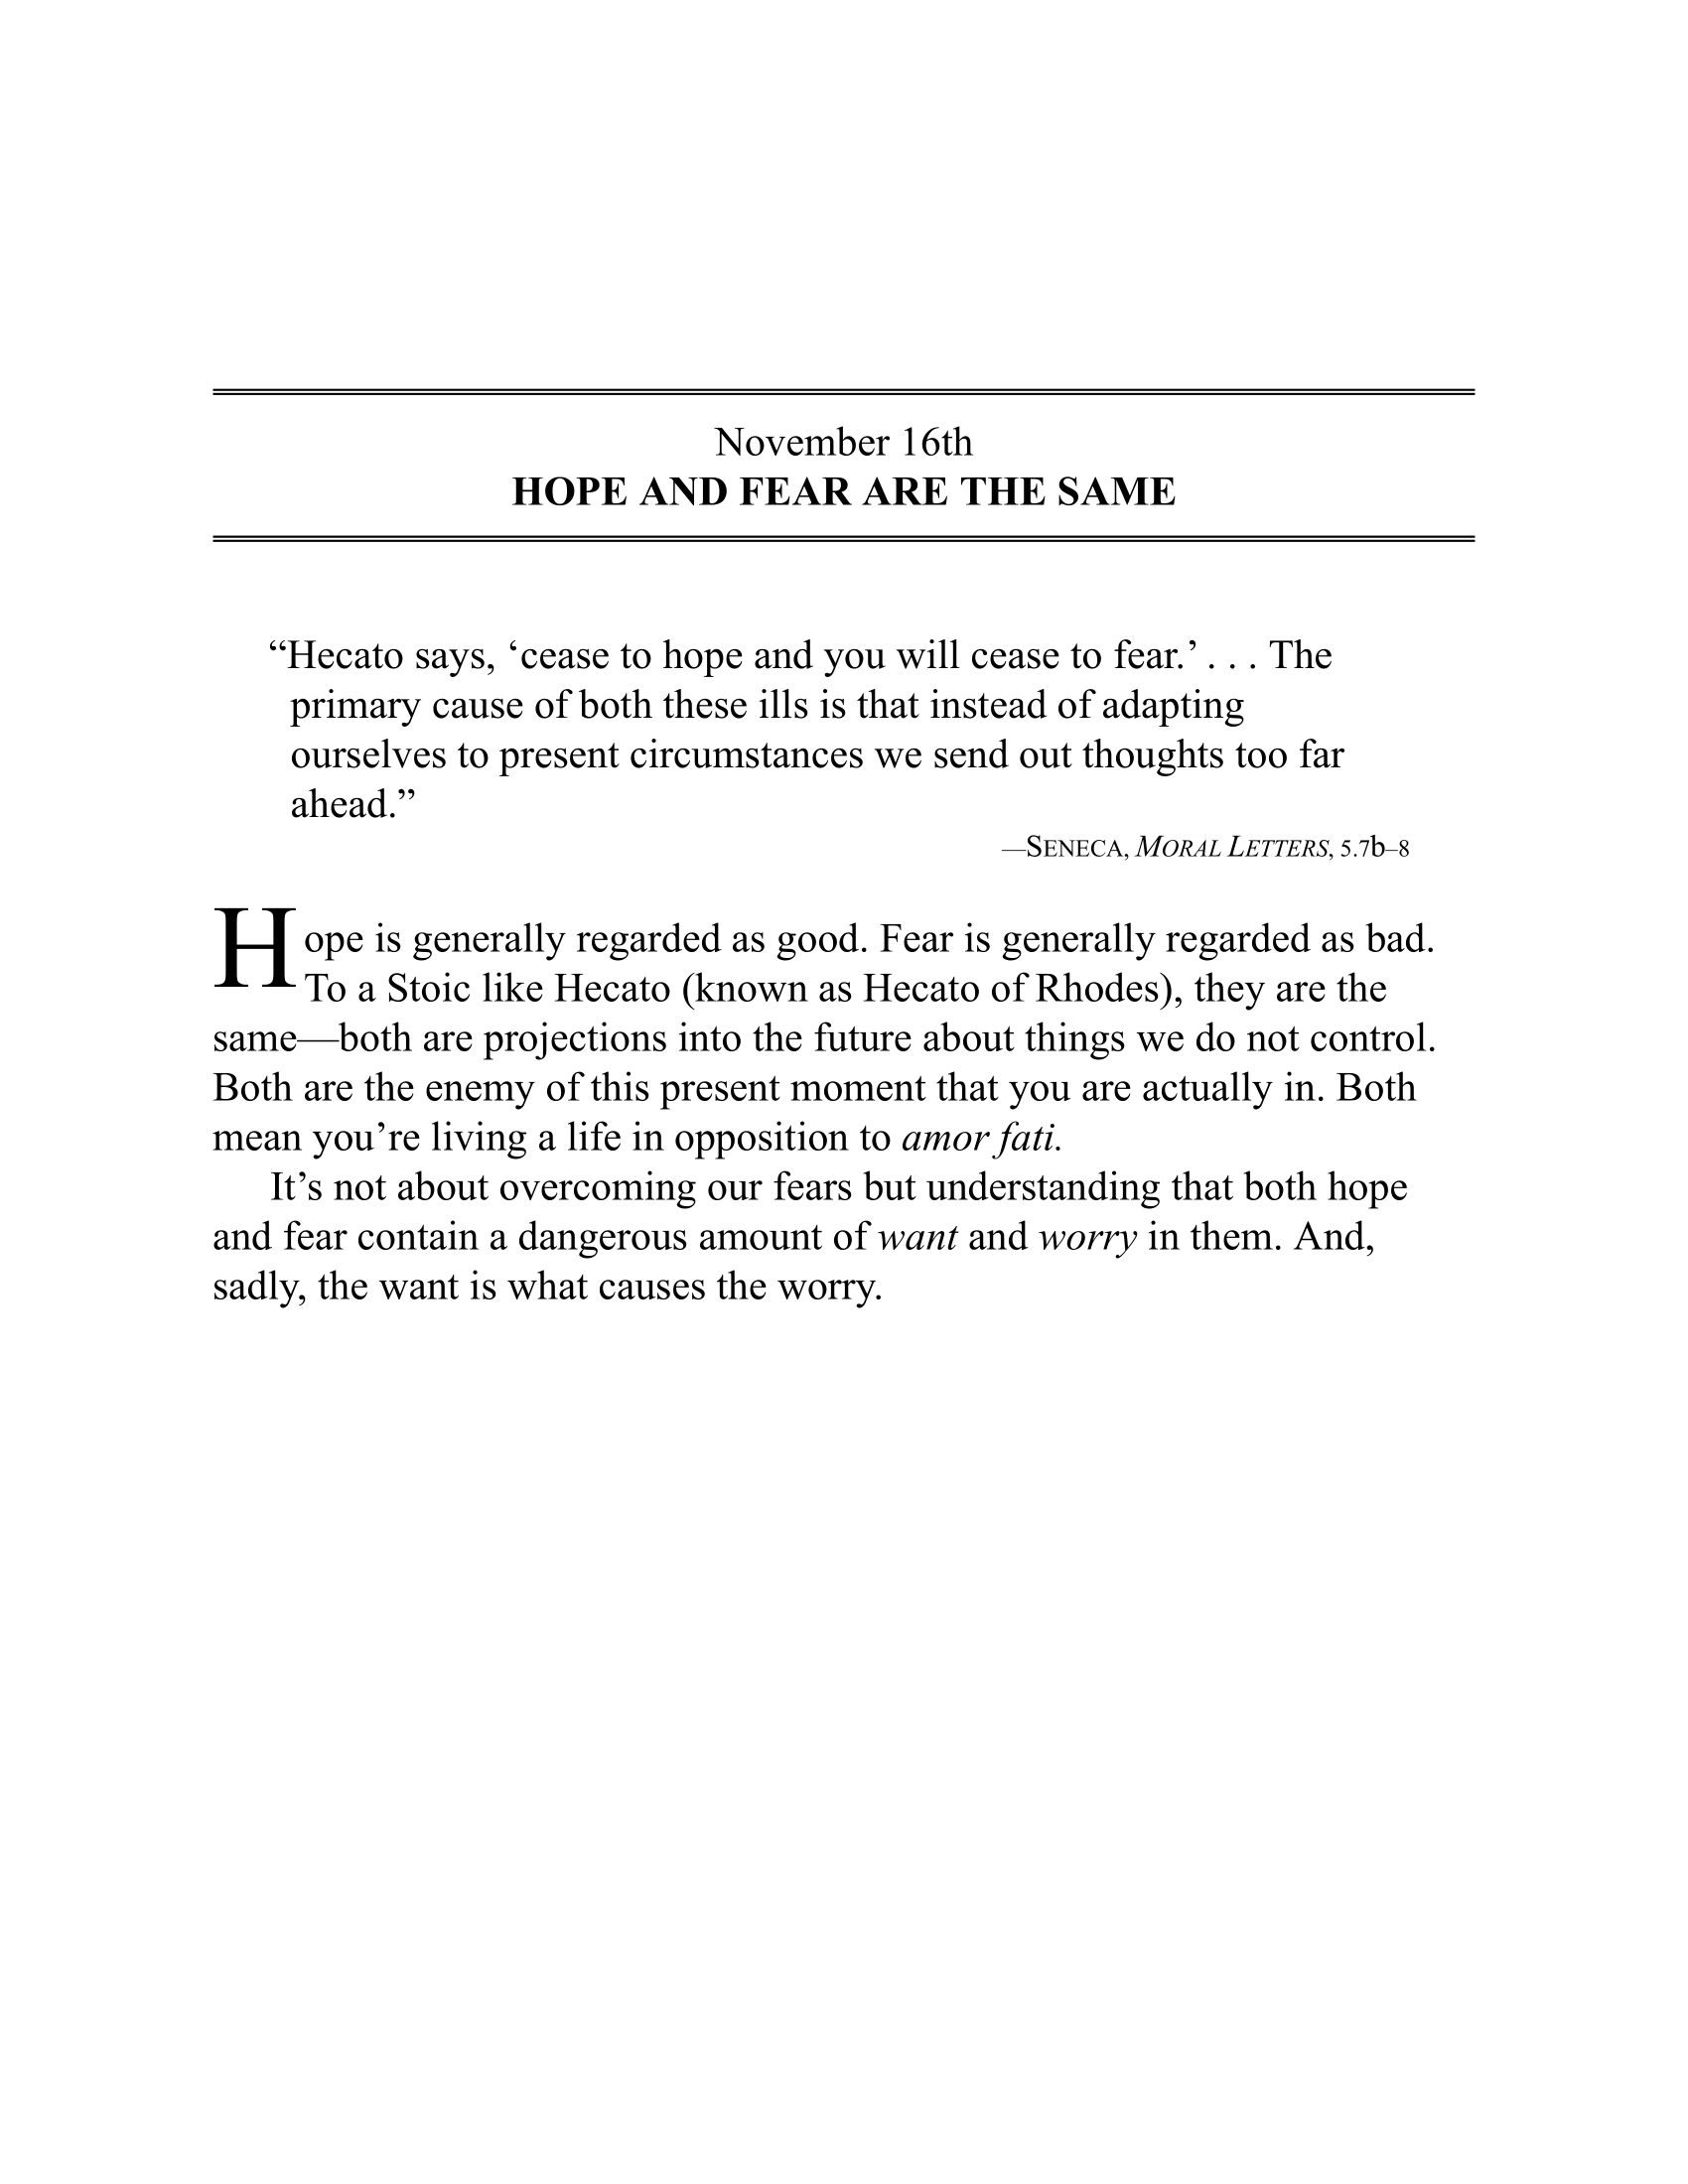 November 16th
HOPE AND FEAR ARE THE SAME
“Hecato says, ‘cease to hope and you will cease to fear.’ . . . The
primary cause of both these ills is that instead of adapting
ourselves to present circumstances we send out thoughts too far
ahead.”
—SENECA, MORAL LETTERS, 5.7b–8
Hope is generally regarded as good. Fear is generally regarded as bad.
To a Stoic like Hecato (known as Hecato of Rhodes), they are the
same—both are projections into the future about things we do not control.
Both are the enemy of this present moment that you are actually in. Both
mean you’re living a life in opposition to amor fati.
It’s not about overcoming our fears but understanding that both hope
and fear contain a dangerous amount of want and worry in them. And,
sadly, the want is what causes the worry.